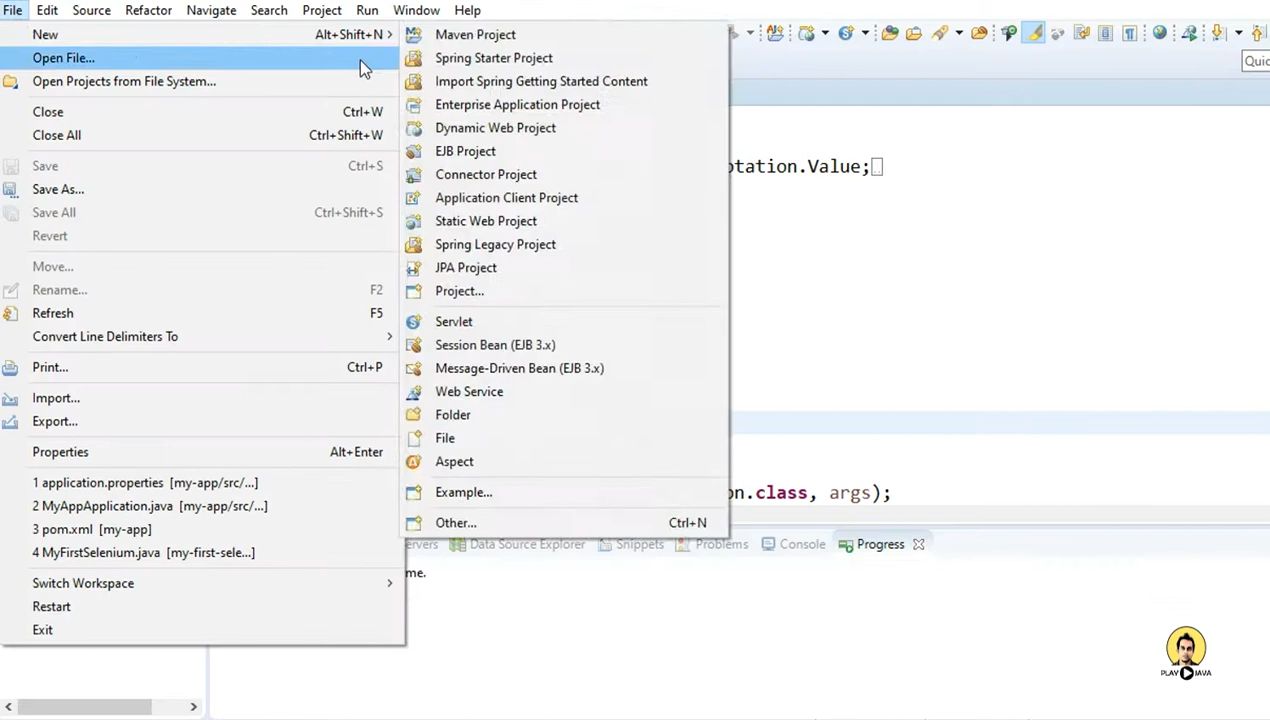 File Edit Source Refactor Navigate Search Project Run Window Help
New Alt+Shift+N
Open File...
Open Projects from File System...
Close Ctrl+W
Close All Ctrl+Shift+W
Save Ctrl+S
Save As...
Save All Ctrl+Shift+S
Revert
Move...
Rename... F2
Refresh F5
Convert Line Delimiters To
Print... Ctrl+P
Import...
Export...
Properties Alt+Enter
1 application.properties [my-app/src/...]
2 MyAppApplication.java [my-app/src/...]
3 pom.xml [my-app]
4 MyFirstSelenium.java [my-first-sele...]
Switch Workspace
Restart
Exit
Maven Project
Spring Starter Project
Import Spring Getting Started Content
Enterprise Application Project
Dynamic Web Project
EJB Project
Connector Project
Application Client Project
Static Web Project
Spring Legacy Project
JPA Project
Project...
Servlet
Session Bean (EJB 3.x)
Message-Driven Bean (EJB 3.x)
Web Service
Folder
File
Aspect
Example...
Other... Ctrl+N
Quic
otation.Value;
on.class, args);
ervers Data Source Explorer Snippets Problems Console Progress
me.
PLAY JAVA